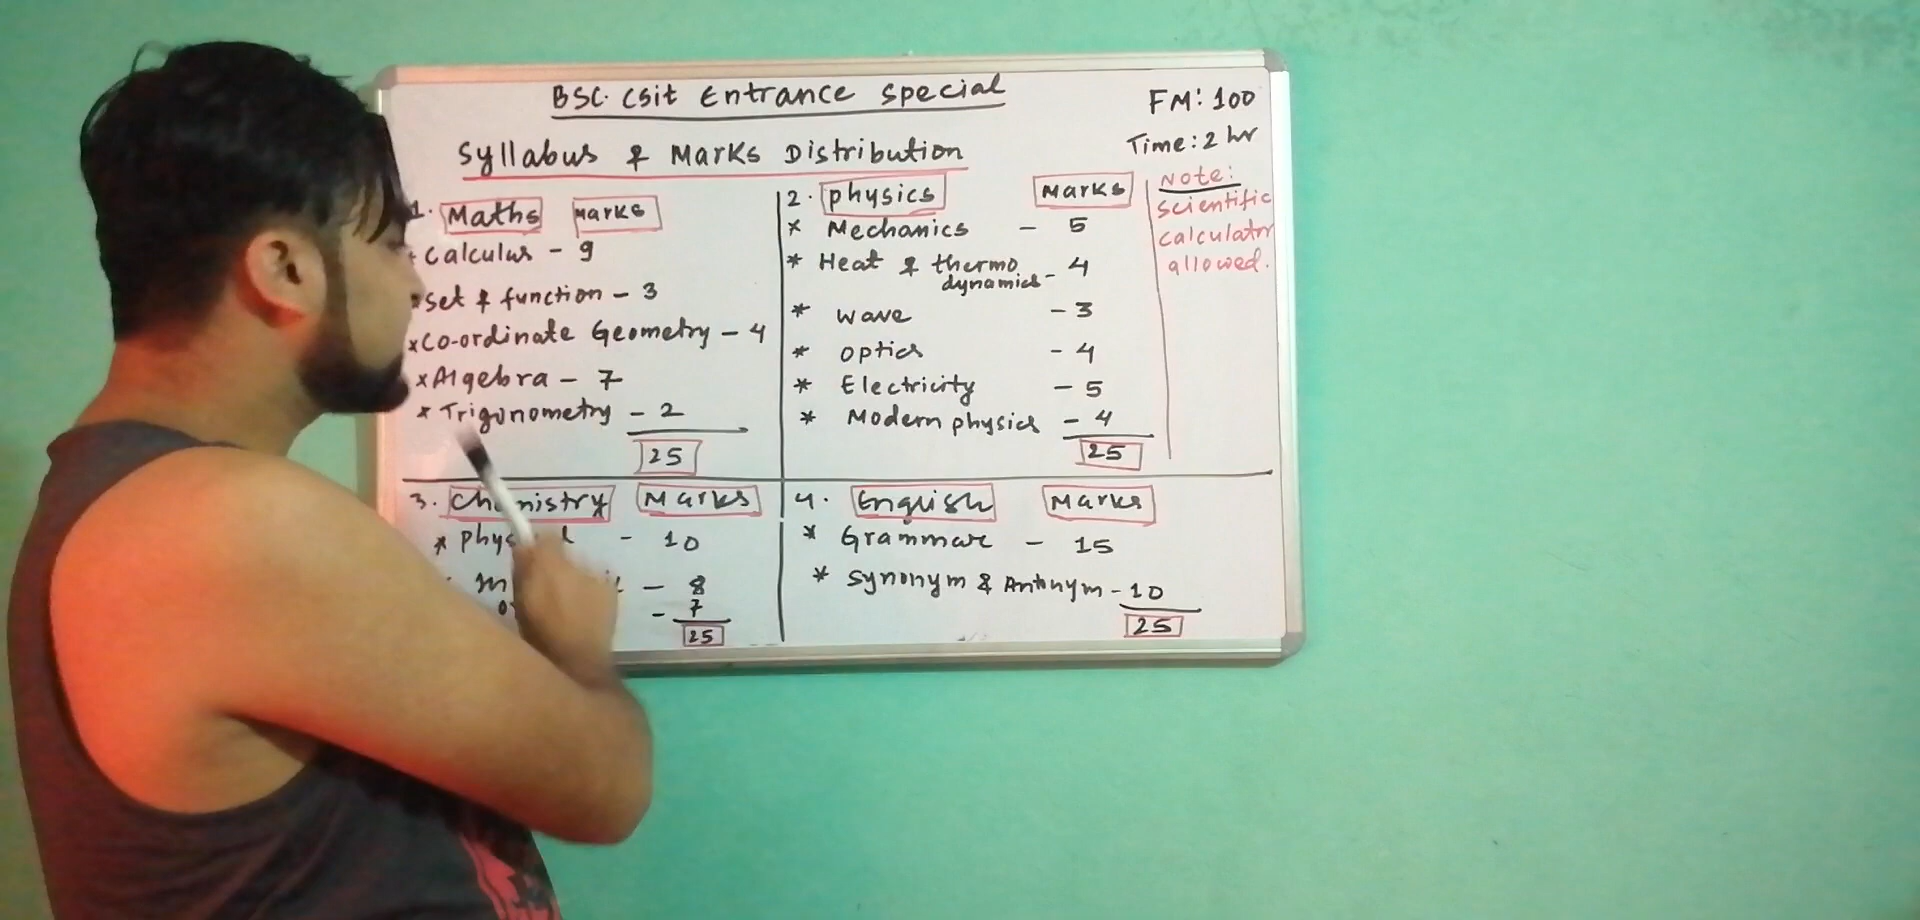 BSC. CSit Entrance special
FM: 100
Time: 2 hr
Syllabus & Marks Distribution
Note:
scientific
calculator
allowed.
1. Maths Marks
* Calculus - 9
* Set & function - 3
* Co-ordinate Geometry - 4
* Algebra - 7
* Trigonometry - 2
25
2. physics Marks
* Mechanics - 5
* Heat & thermo
dynamics - 4
* wave - 3
* optics - 4
* Electricity - 5
* Modern physics - 4
25
3. Chemistry Marks
* - 10
- 8
- 7
25
4. English Marks
* Grammar - 15
* Synonym & Antonym - 10
25